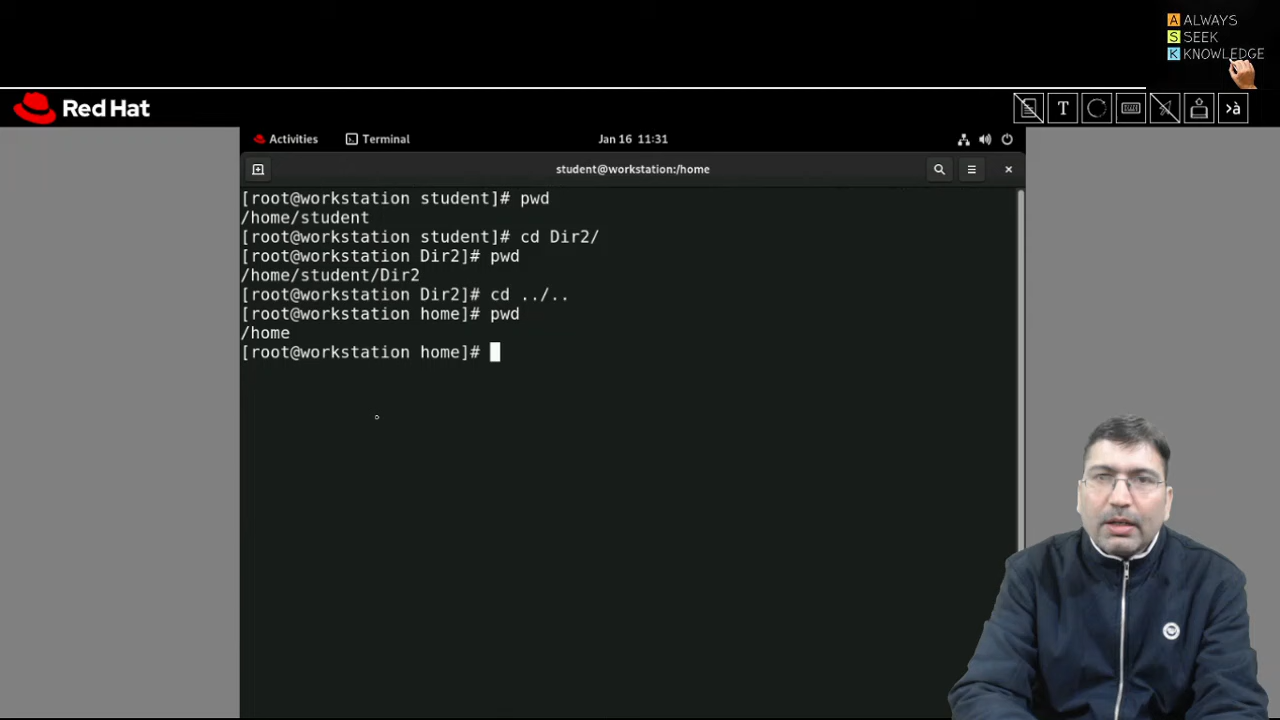 A ALWAYS
S SEEK
K KNOWLEDGE
Red Hat
T
>à
Activities
Terminal
Jan 16 11:31
student@workstation:/home
[root@workstation student]# pwd
/home/student
[root@workstation student]# cd Dir2/
[root@workstation Dir2]# pwd
/home/student/Dir2
[root@workstation Dir2]# cd ../..
[root@workstation home]# pwd
/home
[root@workstation home]#